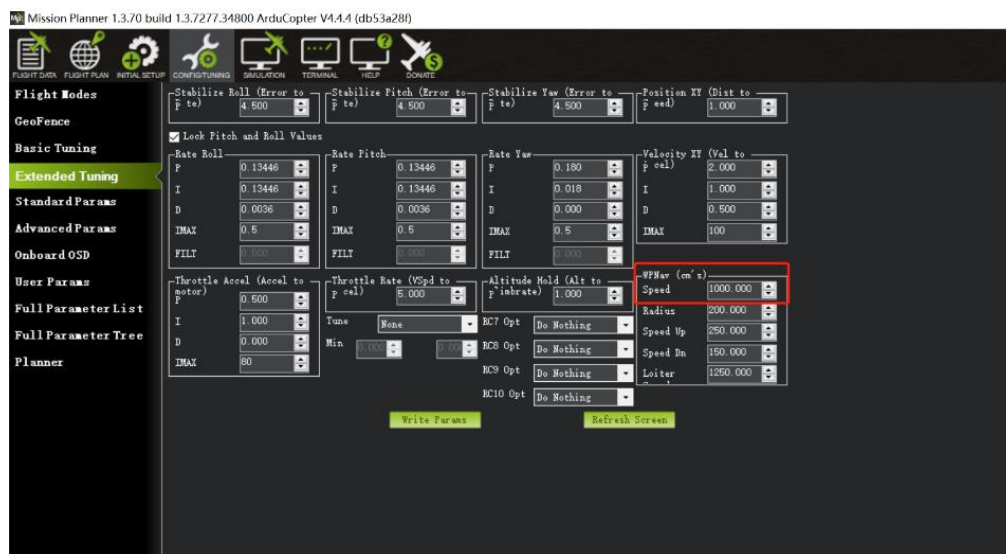 Mission Planner 1.3.70 build 1.3.7277.34800 ArduCopter V4.4.4 (db53a28f)
FLIGHT DATA FLIGHT PLAN INITIAL SETUP CONFIG/TUNING SIMULATION TERMINAL HELP DONATE
Flight Modes
GeoFence
Basic Tuning
Extended Tuning
Standard Params
Advanced Params
Onboard OSD
User Params
Full Parameter List
Full Parameter Tree
Planner
Stabilize Roll (Error to
P te) 4.500
Stabilize Pitch (Error to
P te) 4.500
Stabilize Yaw (Error to
P te) 4.500
Position XY (Dist to
P eed) 1.000
Lock Pitch and Roll Values
Rate Roll
P 0.13446
I 0.13446
D 0.0036
IMAX 0.5
FILT 0.000
Rate Pitch
P 0.13446
I 0.13446
D 0.0036
IMAX 0.5
FILT 0.000
Rate Yaw
P 0.180
I 0.018
D 0.000
IMAX 0.5
FILT 0.000
Velocity XY (Vel to
P cel) 2.000
I 1.000
D 0.500
IMAX 100
Throttle Accel (Accel to
motor)
P 0.500
I 1.000
D 0.000
IMAX 80
Throttle Rate (VSpd to
P cel) 5.000
Tune None
Min 0.000 0.000
Altitude Hold (Alt to
P imbrate) 1.000
RC7 Opt Do Nothing
RC8 Opt Do Nothing
RC9 Opt Do Nothing
RC10 Opt Do Nothing
WPNav (cm's)
Speed 1000.000
Radius 200.000
Speed Up 250.000
Speed Dn 150.000
Loiter 1250.000
Write Params Refresh Screen